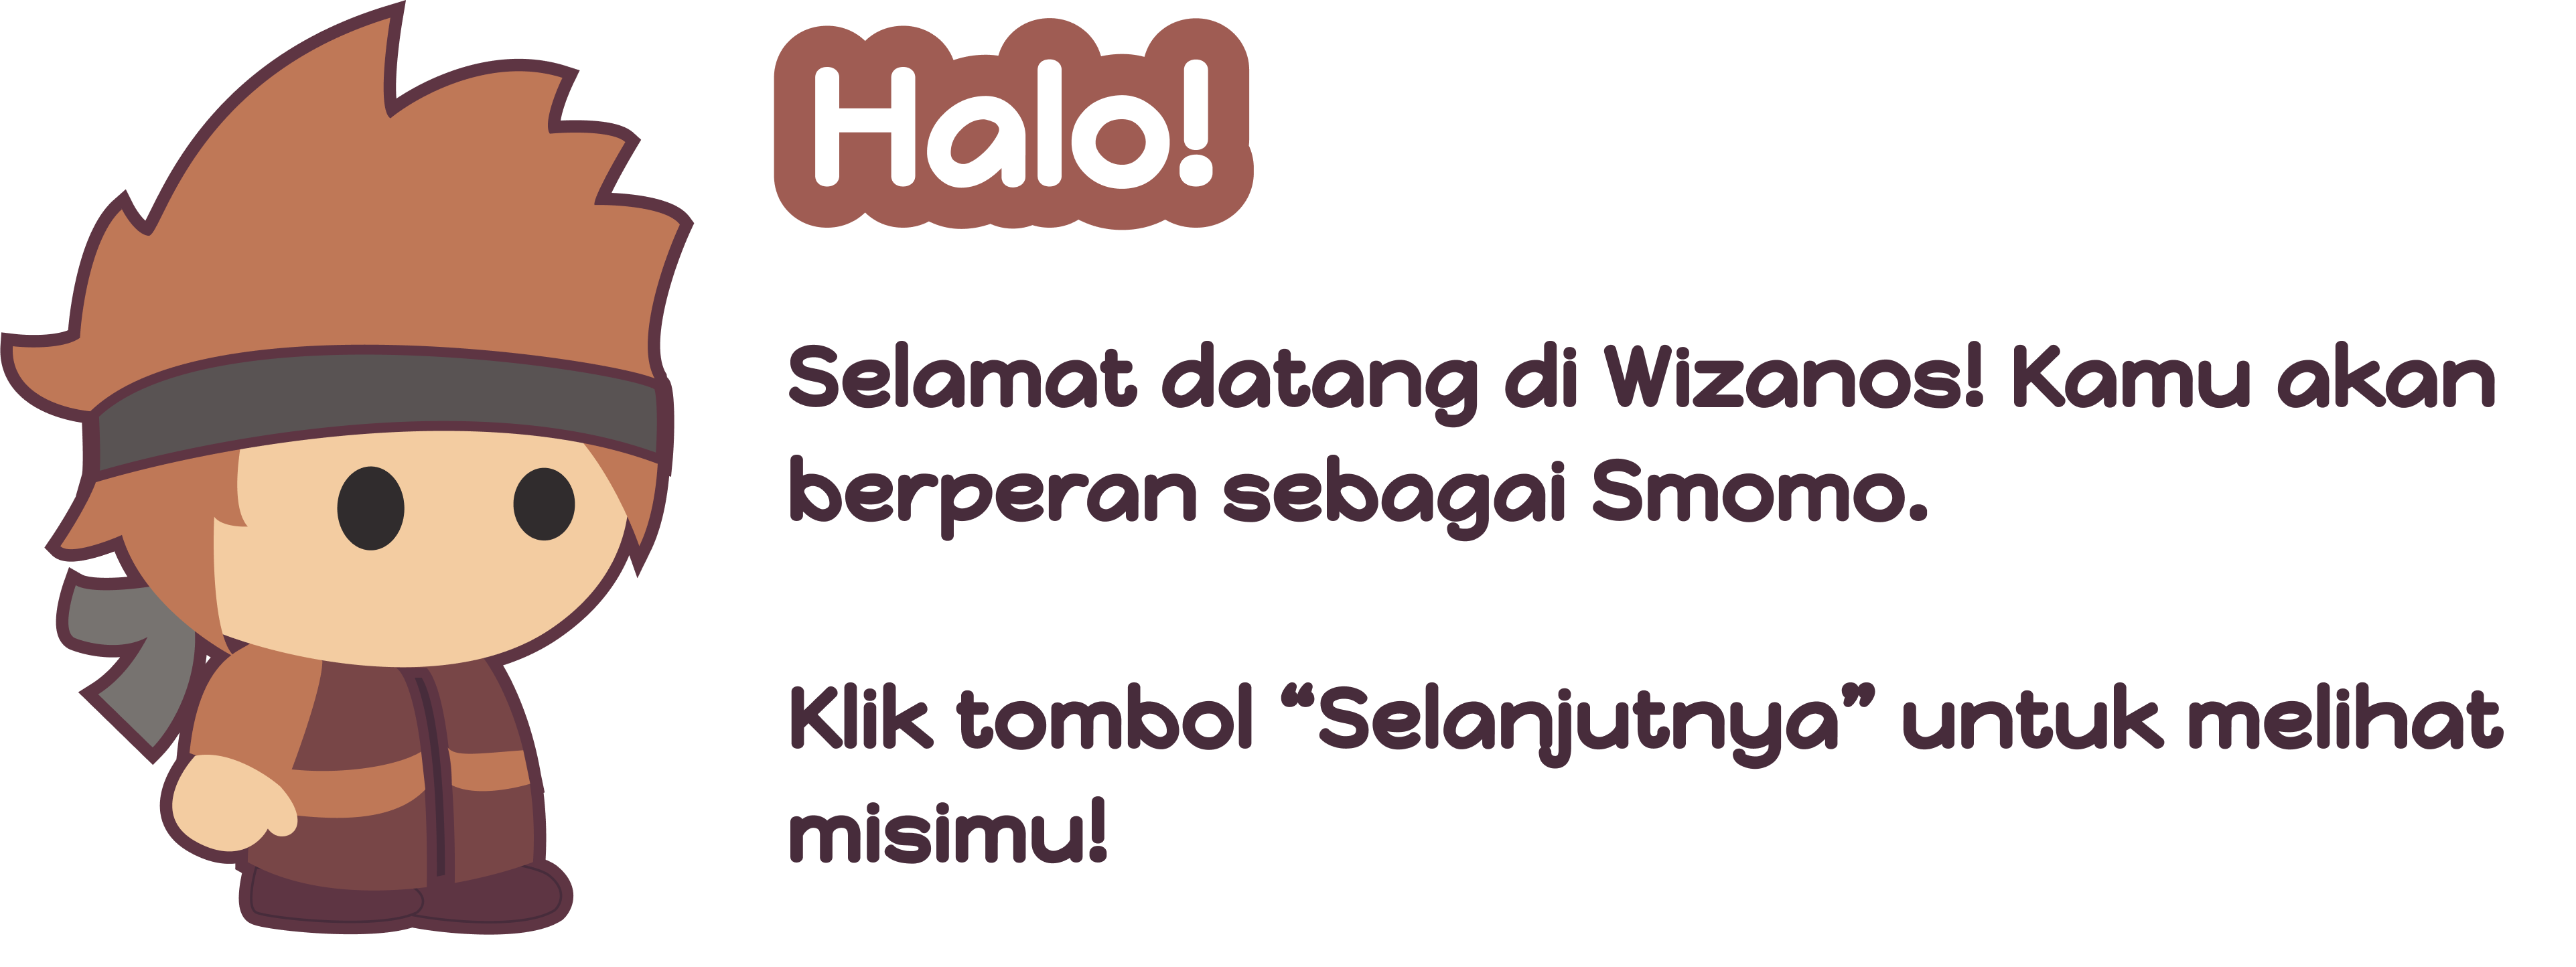 Halo!
Selamat datang di Wizanos! Kamu akan
berperan sebagai Smomo.
Klik tombol “Selanjutnya” untuk melihat
misimu!